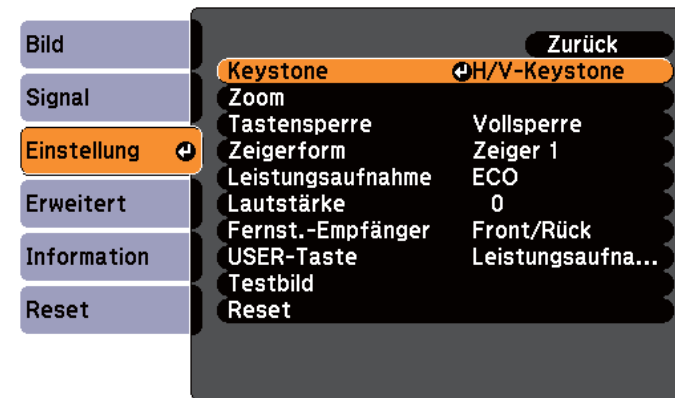 Bild
Signal
Einstellung
Erweitert
Information
Reset
Zurück
Keystone H/V-Keystone
Zoom
Tastensperre Vollsperre
Zeigerform Zeiger 1
Leistungsaufnahme ECO
Lautstärke 0
Fernst.-Empfänger Front/Rück
USER-Taste Leistungsaufna...
Testbild
Reset